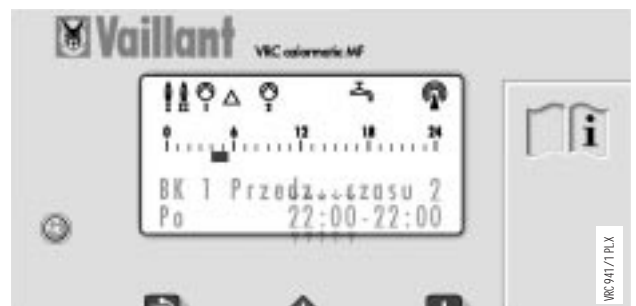 Vaillant
VRC calormatic MF
0 6 12 18 24
BK 1 Przedz. czasu 2
Po 22:00-22:00
i
VRC 941/1 PLX